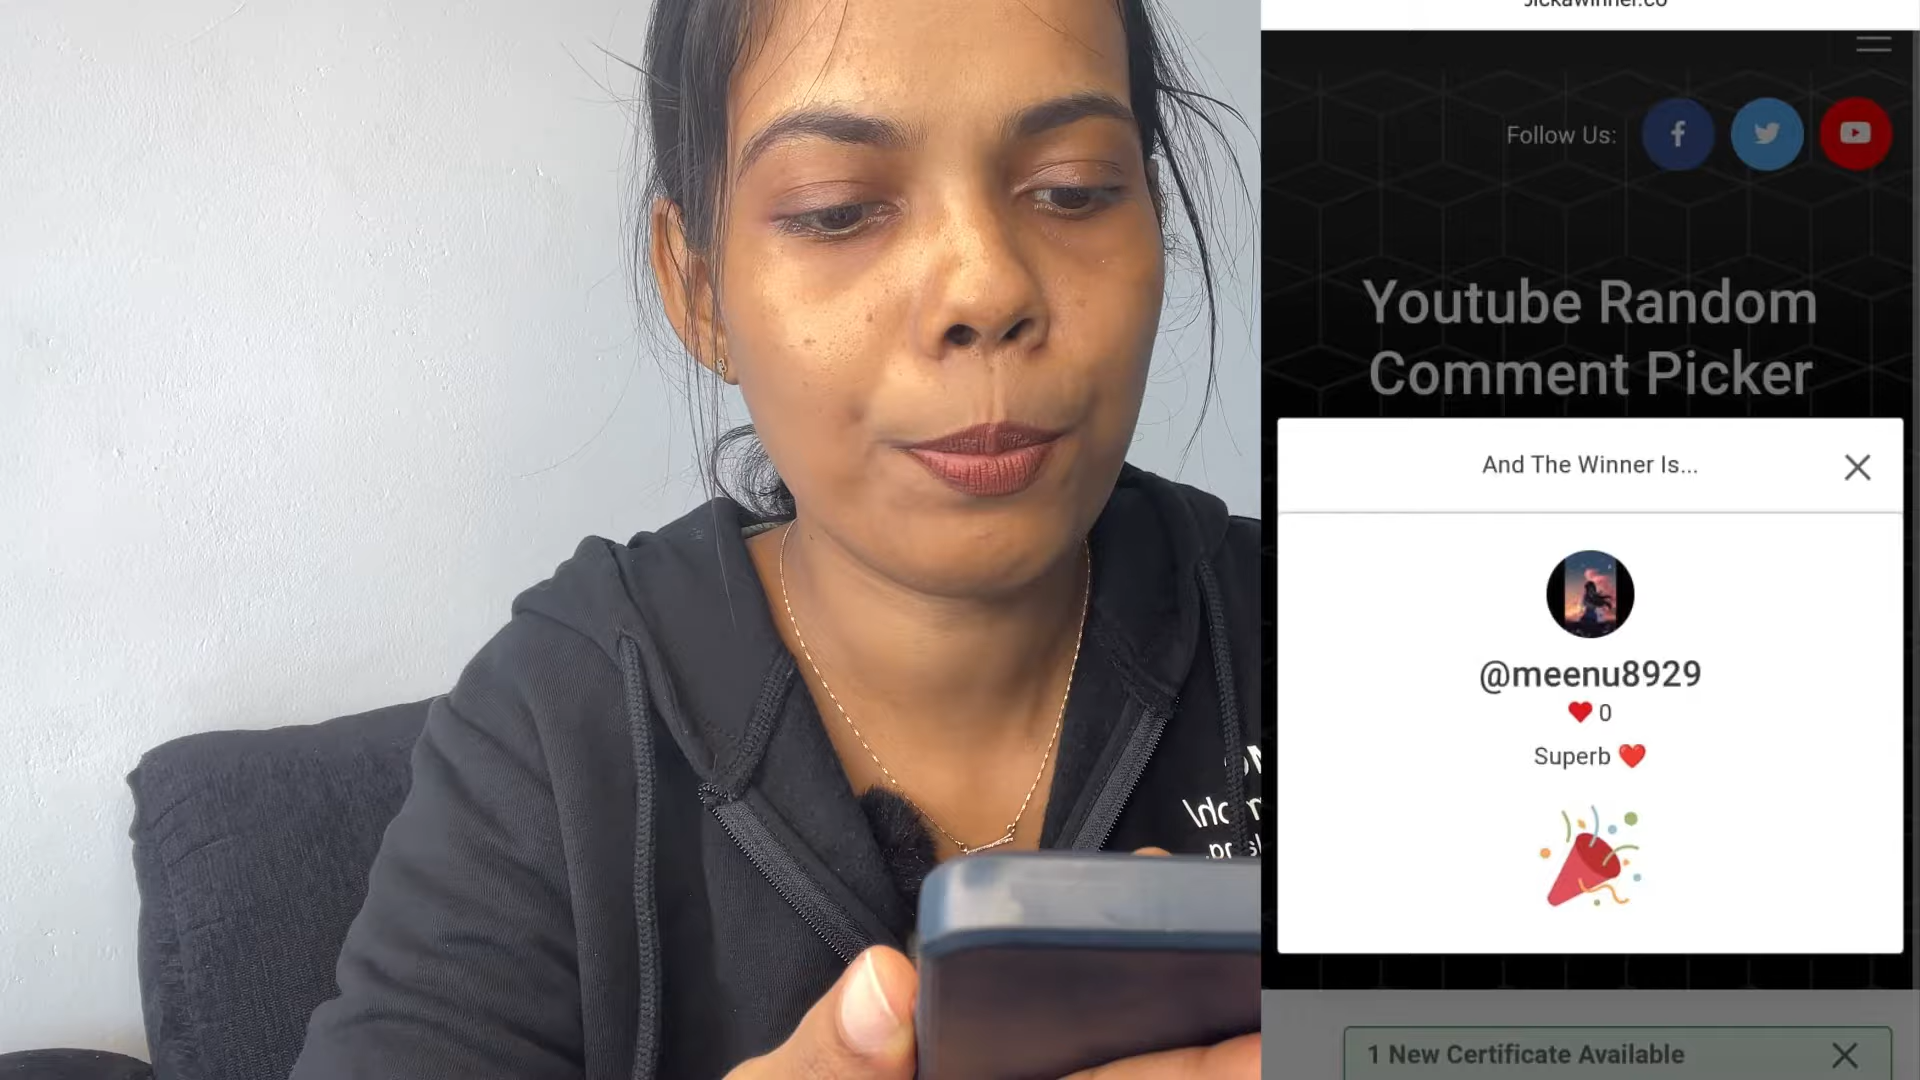 Follow Us:
Youtube Random
Comment Picker
And The Winner Is...
@meenu8929
0
Superb ❤️
1 New Certificate Available